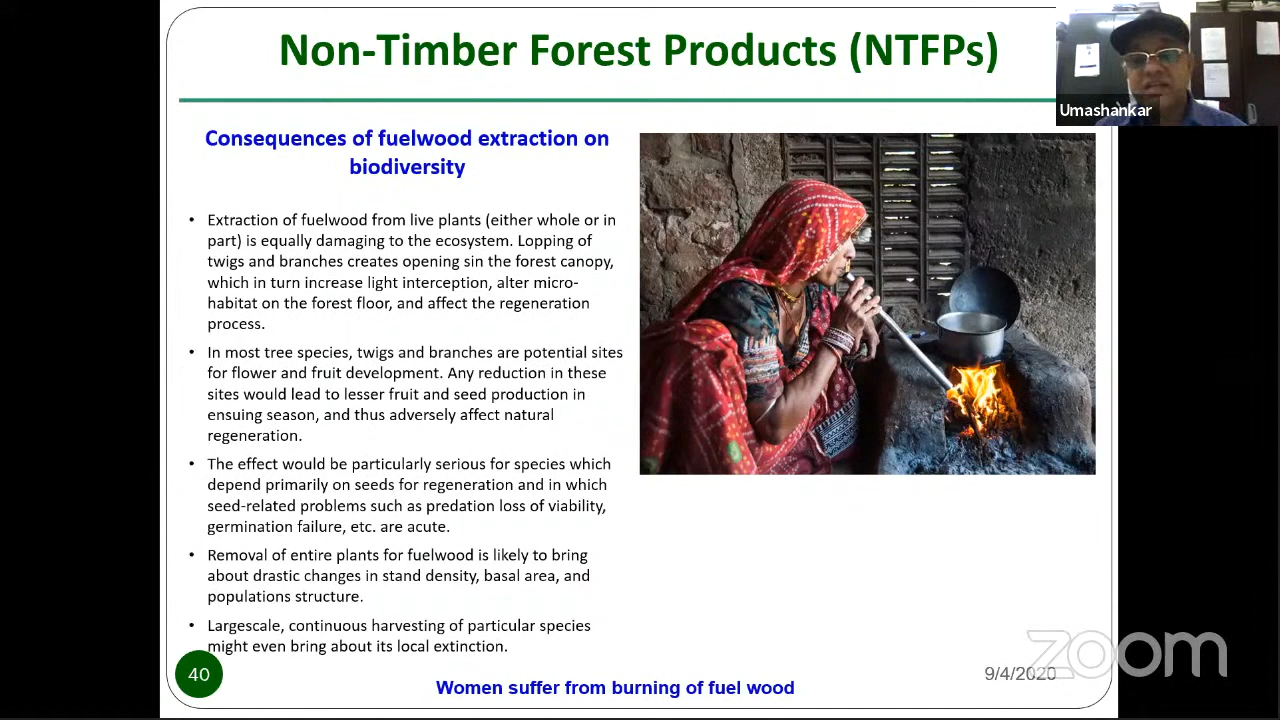 Non-Timber Forest Products (NTFPs)
Umashankar
Consequences of fuelwood extraction on
biodiversity
• Extraction of fuelwood from live plants (either whole or in
part) is equally damaging to the ecosystem. Lopping of
twigs and branches creates opening sin the forest canopy,
which in turn increase light interception, alter micro-
habitat on the forest floor, and affect the regeneration
process.
• In most tree species, twigs and branches are potential sites
for flower and fruit development. Any reduction in these
sites would lead to lesser fruit and seed production in
ensuing season, and thus adversely affect natural
regeneration.
• The effect would be particularly serious for species which
depend primarily on seeds for regeneration and in which
seed-related problems such as predation loss of viability,
germination failure, etc. are acute.
• Removal of entire plants for fuelwood is likely to bring
about drastic changes in stand density, basal area, and
populations structure.
• Largescale, continuous harvesting of particular species
might even bring about its local extinction.
40
Women suffer from burning of fuel wood
9/4/2020
zoom